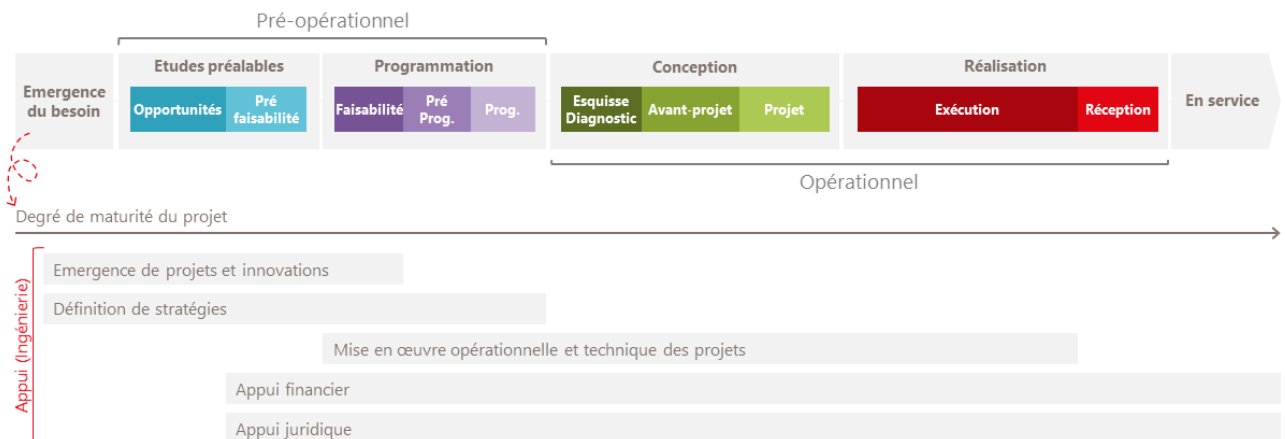 Pré-opérationnel
Emergence
du besoin
Etudes préalables
Opportunités
Pré
faisabilité
Programmation
Faisabilité
Pré
Prog.
Prog.
Conception
Esquisse
Diagnostic
Avant-projet
Projet
Réalisation
Exécution
Réception
En service
Opérationnel
Degré de maturité du projet
Appui (Ingénierie)
Emergence de projets et innovations
Définition de stratégies
Mise en œuvre opérationnelle et technique des projets
Appui financier
Appui juridique